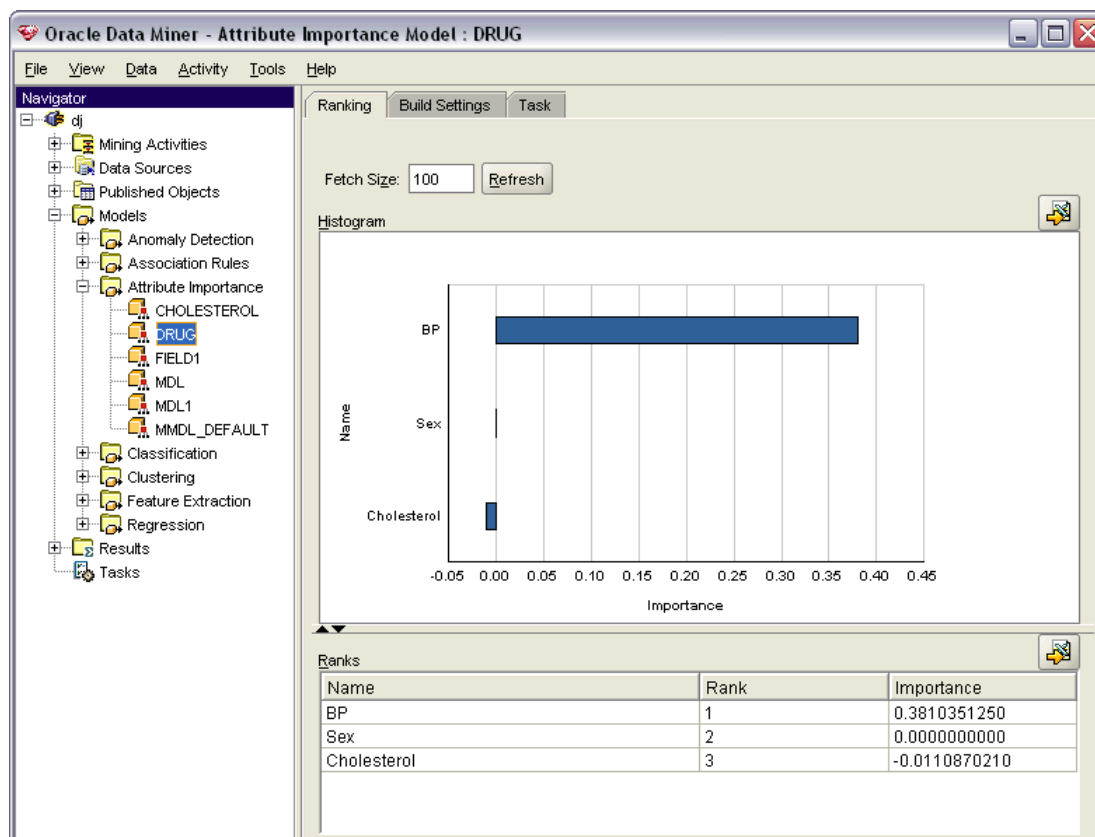 Oracle Data Miner - Attribute Importance Model : DRUG
File View Data Activity Tools Help
Navigator
dj
Mining Activities
Data Sources
Published Objects
Models
Anomaly Detection
Association Rules
Attribute Importance
CHOLESTEROL
DRUG
FIELD1
MDL
MDL1
MMDL_DEFAULT
Classification
Clustering
Feature Extraction
Regression
Results
Tasks
Ranking Build Settings Task
Fetch Size: 100 Refresh
Histogram
BP
Sex
Cholesterol
Name
-0.05 0.00 0.05 0.10 0.15 0.20 0.25 0.30 0.35 0.40 0.45
Importance
Ranks
Name Rank Importance
BP 1 0.3810351250
Sex 2 0.0000000000
Cholesterol 3 -0.0110870210